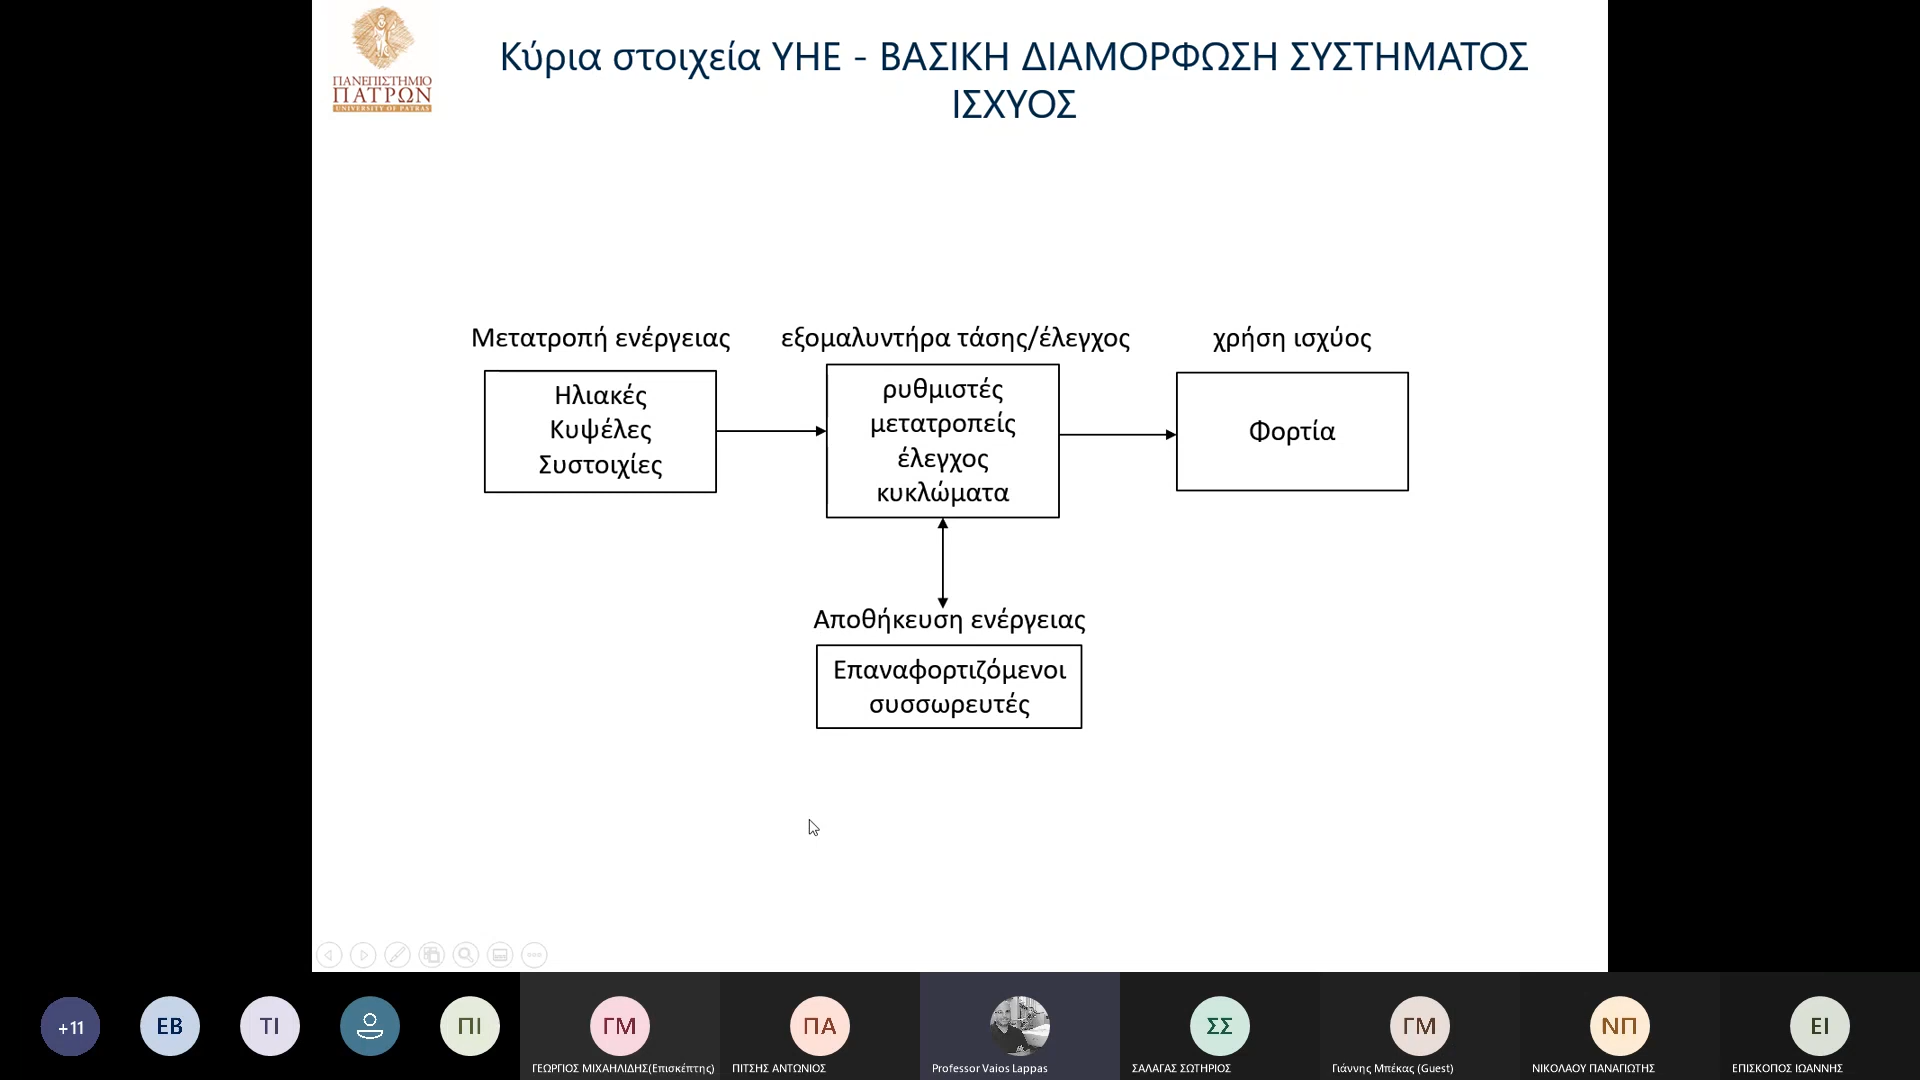 ΠΑΝΕΠΙΣΤΗΜΙΟ
ΠΑΤΡΩΝ
UNIVERSITY OF PATRAS
Κύρια στοιχεία ΥΗΕ - ΒΑΣΙΚΗ ΔΙΑΜΟΡΦΩΣΗ ΣΥΣΤΗΜΑΤΟΣ
ΙΣΧΥΟΣ
Μετατροπή ενέργειας
Ηλιακές
Κυψέλες
Συστοιχίες
εξομαλυντήρα τάσης/έλεγχος
ρυθμιστές
μετατροπείς
έλεγχος
κυκλώματα
χρήση ισχύος
Φορτία
Αποθήκευση ενέργειας
Επαναφορτιζόμενοι
συσσωρευτές
+11
ΕΒ
ΤΙ
ΠΙ
ΓΜ
ΓΕΩΡΓΙΟΣ ΜΙΧΑΗΛΙΔΗΣ(Επισκέπτης)
ΠΑ
ΠΙΤΣΗΣ ΑΝΤΩΝΙΟΣ
Professor Vaios Lappas
ΣΣ
ΣΑΛΑΓΑΣ ΣΩΤΗΡΙΟΣ
ΓΜ
Γιάννης Μπέκας (Guest)
ΝΠ
ΝΙΚΟΛΑΟΥ ΠΑΝΑΓΙΩΤΗΣ
ΕΙ
ΕΠΙΣΚΟΠΟΣ ΙΩΑΝΝΗΣ